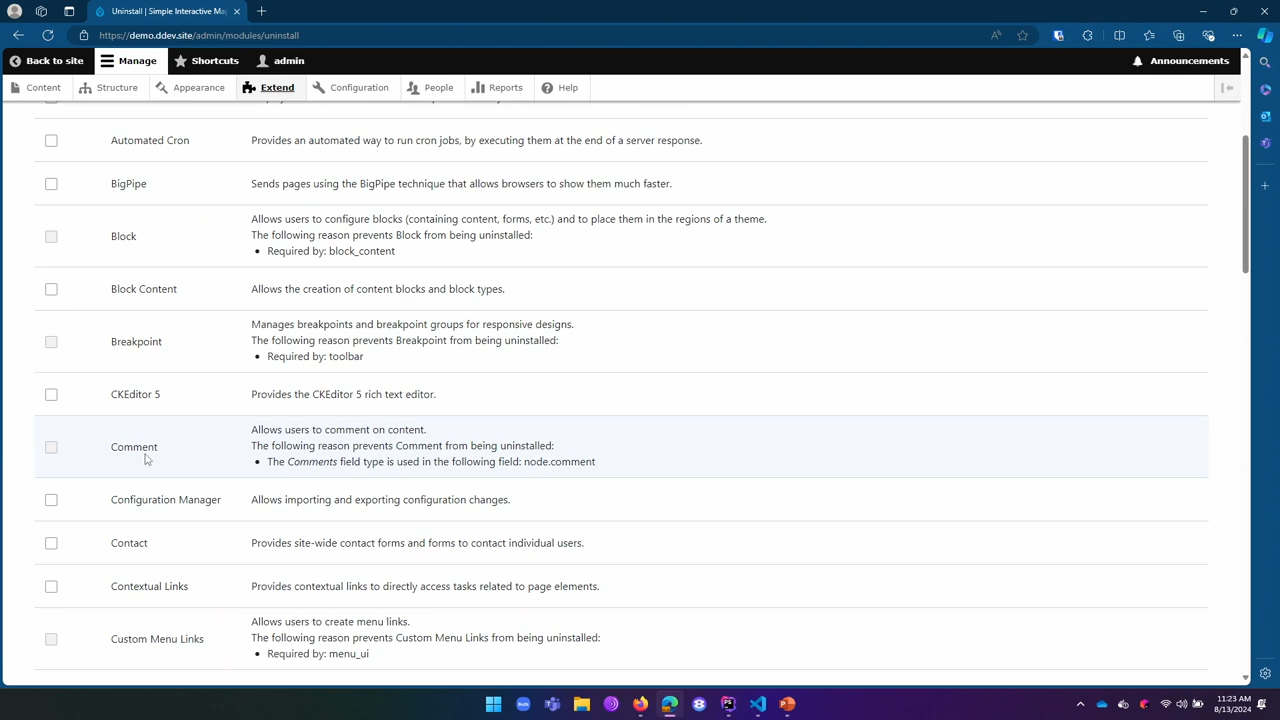 Uninstall | Simple Interactive Ma
https://demo.ddev.site/admin/modules/uninstall
Back to site
Manage
Shortcuts
admin
Announcements
Content
Structure
Appearance
Extend
Configuration
People
Reports
Help
Automated Cron
Provides an automated way to run cron jobs, by executing them at the end of a server response.
BigPipe
Sends pages using the BigPipe technique that allows browsers to show them much faster.
Block
Allows users to configure blocks (containing content, forms, etc.) and to place them in the regions of a theme.
The following reason prevents Block from being uninstalled:
• Required by: block_content
Block Content
Allows the creation of content blocks and block types.
Breakpoint
Manages breakpoints and breakpoint groups for responsive designs.
The following reason prevents Breakpoint from being uninstalled:
• Required by: toolbar
CKEditor 5
Provides the CKEditor 5 rich text editor.
Comment
Allows users to comment on content.
The following reason prevents Comment from being uninstalled:
• The Comments field type is used in the following field: node.comment
Configuration Manager
Allows importing and exporting configuration changes.
Contact
Provides site-wide contact forms and forms to contact individual users.
Contextual Links
Provides contextual links to directly access tasks related to page elements.
Custom Menu Links
Allows users to create menu links.
The following reason prevents Custom Menu Links from being uninstalled:
• Required by: menu_ui
11:23 AM
8/13/2024